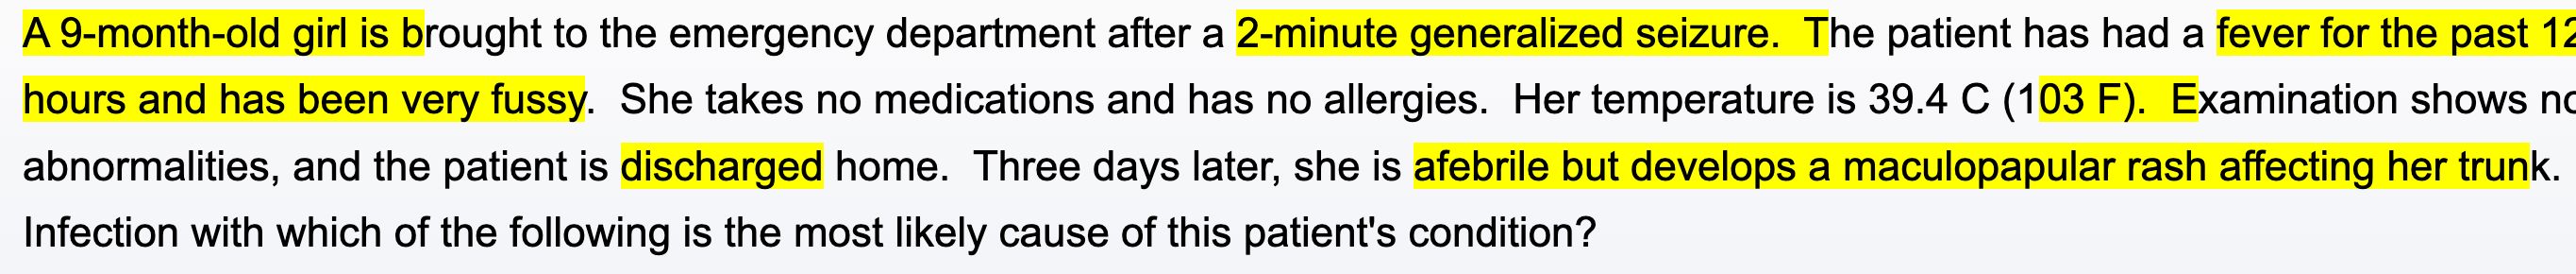 A 9-month-old girl is brought to the emergency department after a 2-minute generalized seizure.  The patient has had a fever for the past 12
hours and has been very fussy.  She takes no medications and has no allergies.  Her temperature is 39.4 C (103 F).  Examination shows no
abnormalities, and the patient is discharged home.  Three days later, she is afebrile but develops a maculopapular rash affecting her trunk.
Infection with which of the following is the most likely cause of this patient's condition?